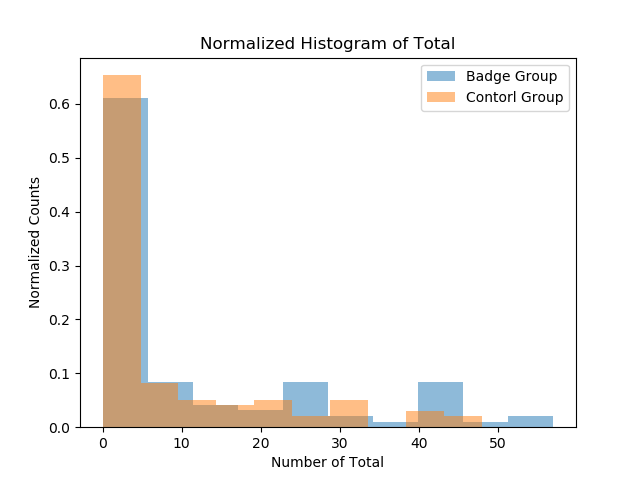 Normalized Histogram of Total
Badge Group
Contorl Group
Normalized Counts
0.6
0.5
0.4
0.3
0.2
0.1
0.0
0 10 20 30 40 50
Number of Total